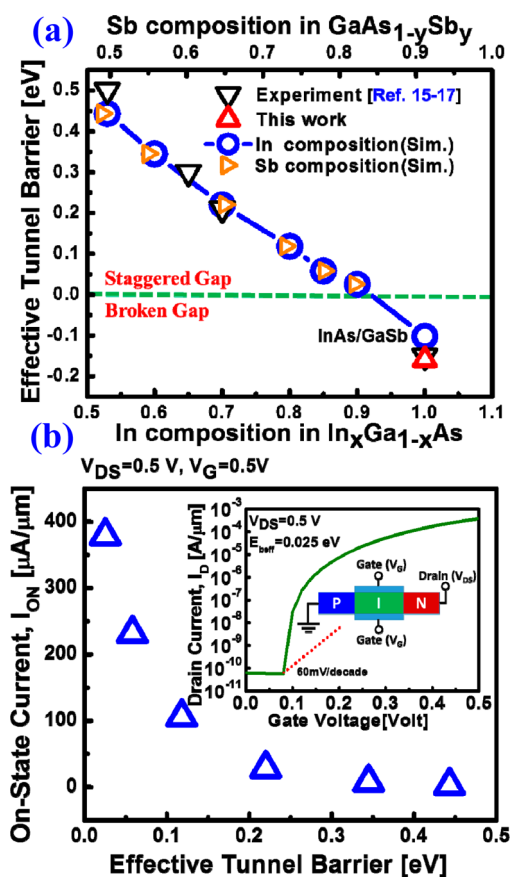 (a)
Sb composition in GaAs1-ySby
0.5 0.6 0.7 0.8 0.9 1.0
Effective Tunnel Barrier [eV]
0.5
0.4
0.3
0.2
0.1
0.0
-0.1
-0.2
Experiment [Ref. 15-17]
This work
In composition(Sim.)
Sb composition(Sim.)
Staggered Gap
Broken Gap
InAs/GaSb
0.5 0.6 0.7 0.8 0.9 1.0 1.1
In composition in InxGa1-xAs
(b)
VDS=0.5 V, VG=0.5V
On-State Current, ION [µA/µm]
400
300
200
100
0
Drain Current, ID [A/µm]
10-3
10-4
10-5
10-6
10-7
10-8
10-9
10-10
10-11
VDS=0.5 V
Ebeff=0.025 eV
Gate (VG)
Drain (VDS)
P I N
Gate (VG)
60mV/decade
0.0 0.1 0.2 0.3 0.4 0.5
Gate Voltage[Volt]
0.0 0.1 0.2 0.3 0.4 0.5
Effective Tunnel Barrier [eV]